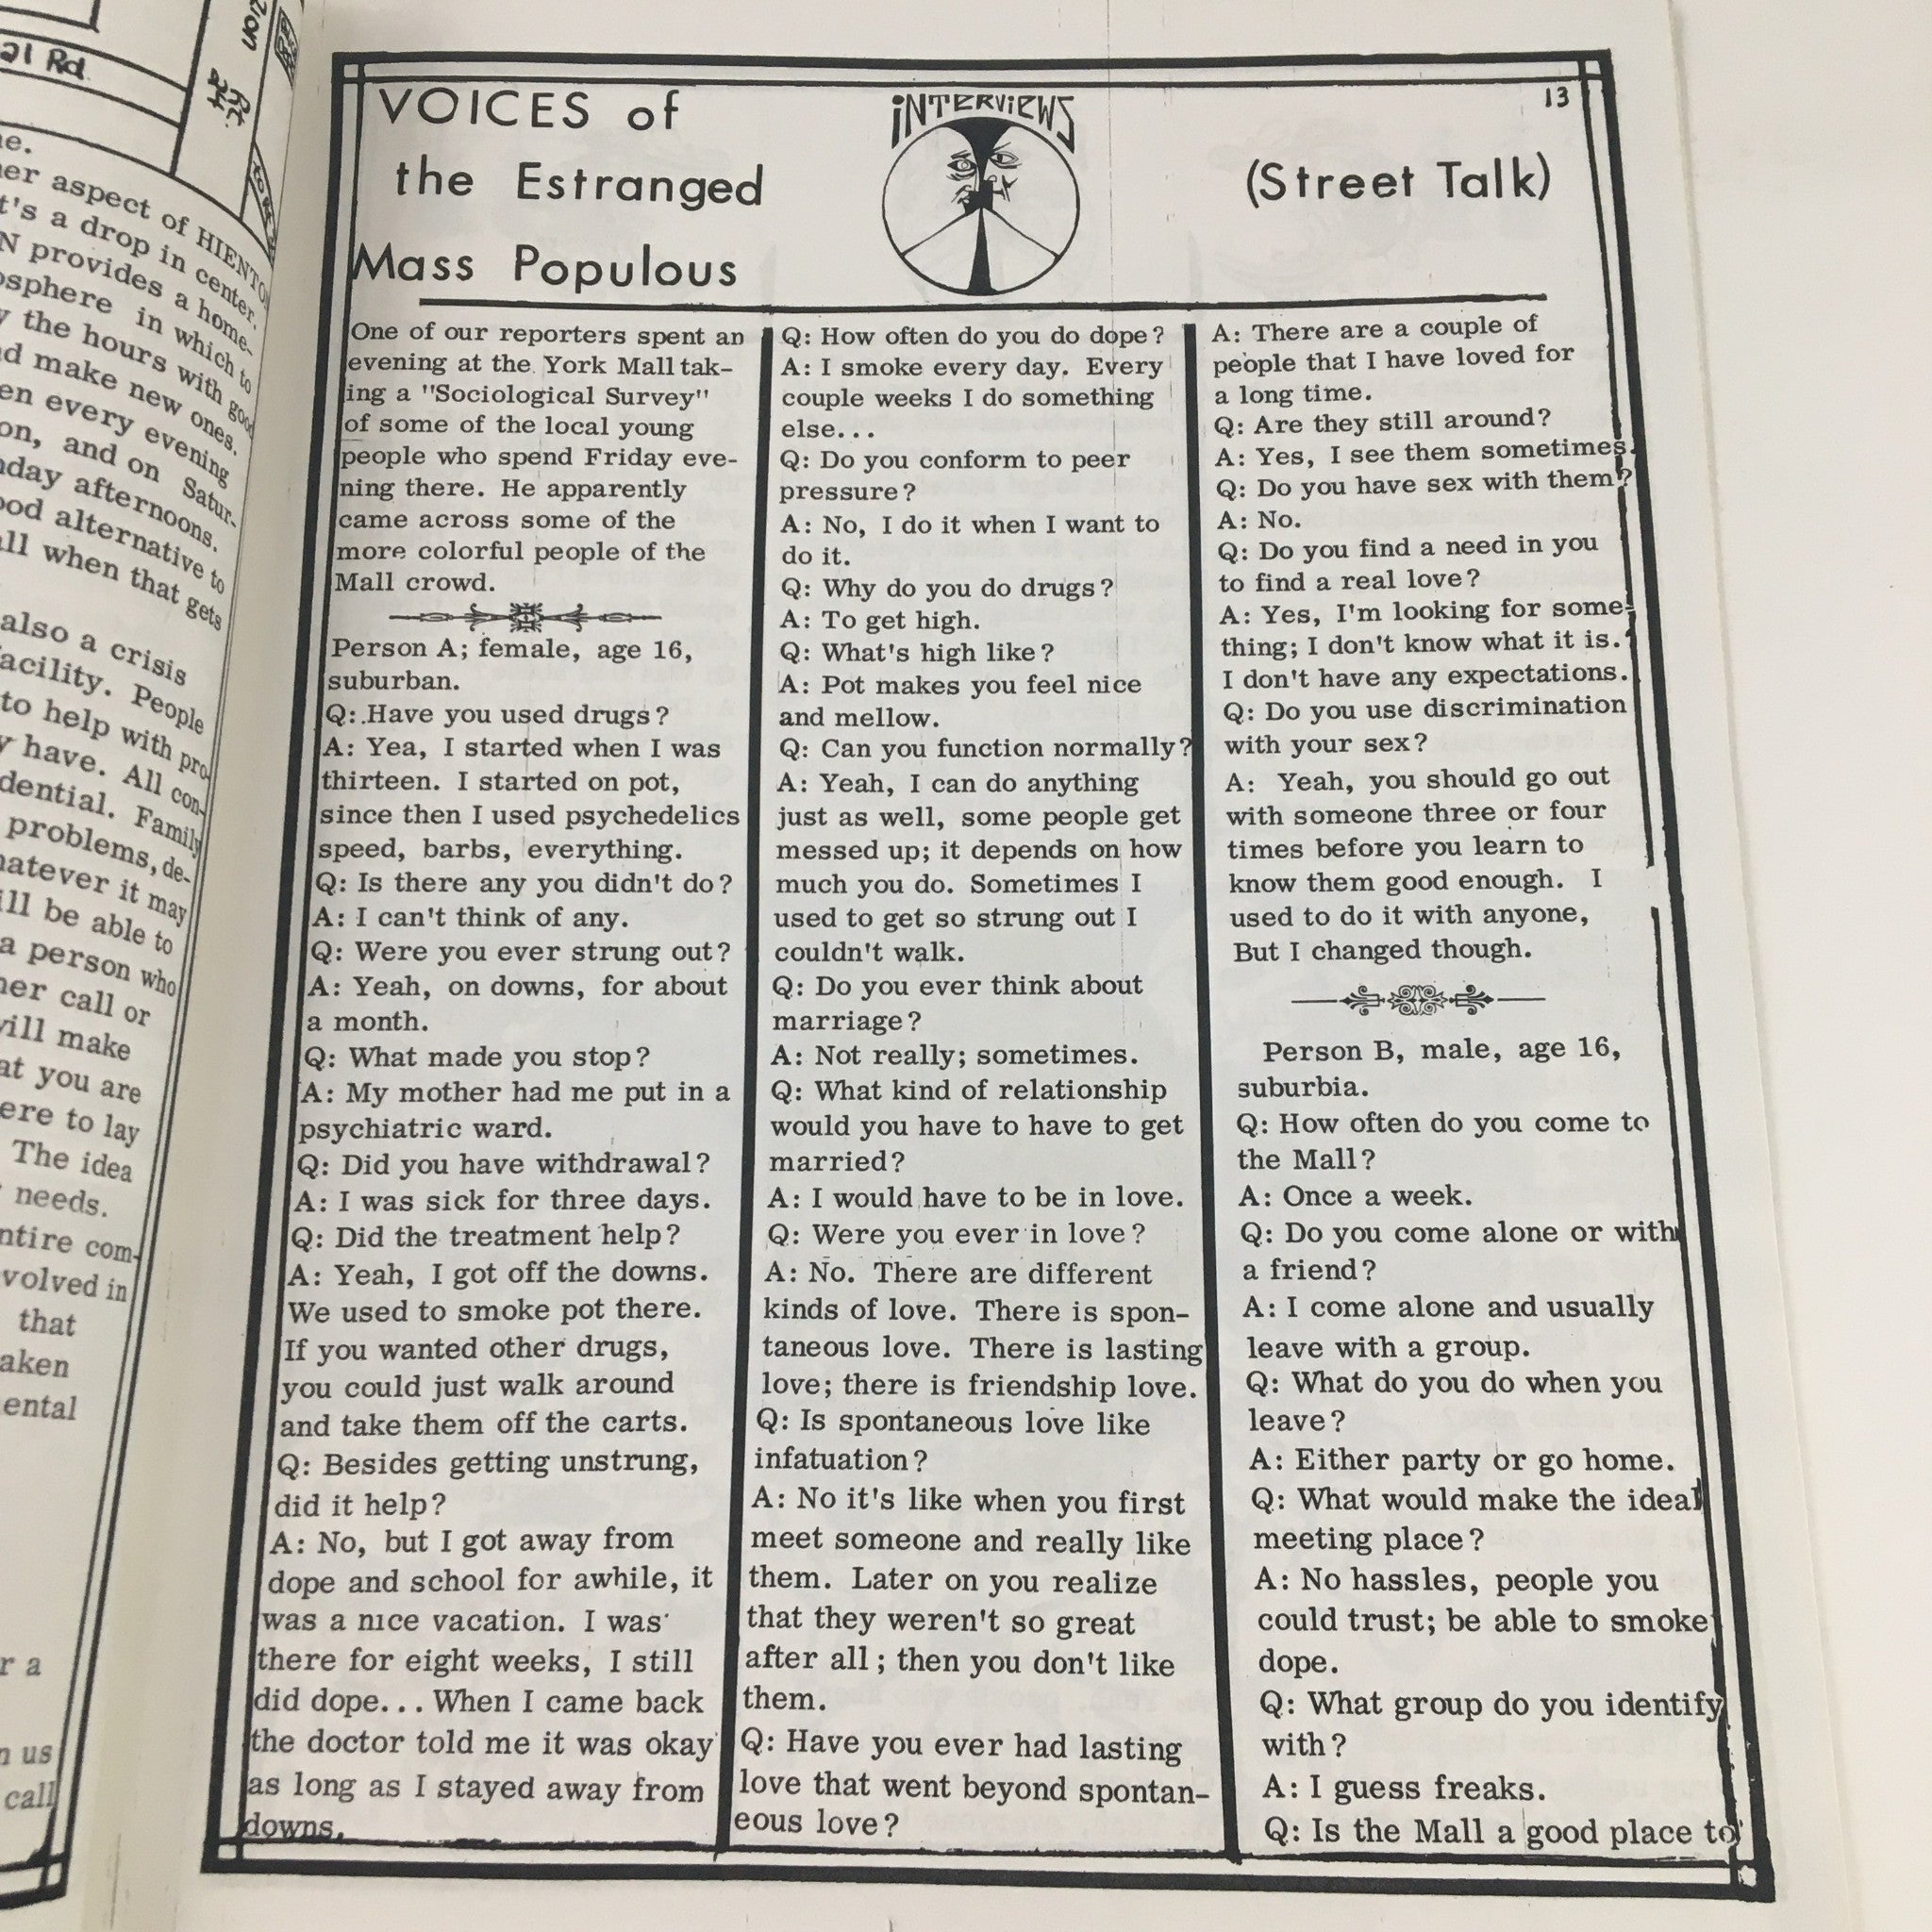 21 Rd
Rt.
24
ne.
her aspect of HIENTO
t's a drop in center.
N provides a home-
osphere in which to
y the hours with good
nd make new ones.
en every evening
on, and on Satur-
day afternoons.
ood alternative to
all when that gets
also a crisis
facility. People
to help with pro-
y have. All con-
dential. Family
problems, de-
hatever it may
ill be able to
a person who
her call or
will make
at you are
ere to lay
The idea
needs.
ntire com-
volved in
that
aken
ental
r a
n us
call
13
VOICES of
the Estranged
Mass Populous
iNTERViEWS
(Street Talk)
One of our reporters spent an
evening at the York Mall tak-
ing a "Sociological Survey"
of some of the local young
people who spend Friday eve-
ning there. He apparently
came across some of the
more colorful people of the
Mall crowd.
Person A; female, age 16,
suburban.
Q: Have you used drugs?
A: Yea, I started when I was
thirteen. I started on pot,
since then I used psychedelics
speed, barbs, everything.
Q: Is there any you didn't do?
A: I can't think of any.
Q: Were you ever strung out?
A: Yeah, on downs, for about
a month.
Q: What made you stop?
A: My mother had me put in a
psychiatric ward.
Q: Did you have withdrawal?
A: I was sick for three days.
Q: Did the treatment help?
A: Yeah, I got off the downs.
We used to smoke pot there.
If you wanted other drugs,
you could just walk around
and take them off the carts.
Q: Besides getting unstrung,
did it help?
A: No, but I got away from
dope and school for awhile, it
was a nice vacation. I was
there for eight weeks, I still
did dope... When I came back
the doctor told me it was okay
as long as I stayed away from
downs.
Q: How often do you do dope?
A: I smoke every day. Every
couple weeks I do something
else...
Q: Do you conform to peer
pressure?
A: No, I do it when I want to
do it.
Q: Why do you do drugs?
A: To get high.
Q: What's high like?
A: Pot makes you feel nice
and mellow.
Q: Can you function normally?
A: Yeah, I can do anything
just as well, some people get
messed up; it depends on how
much you do. Sometimes I
used to get so strung out I
couldn't walk.
Q: Do you ever think about
marriage?
A: Not really; sometimes.
Q: What kind of relationship
would you have to have to get
married?
A: I would have to be in love.
Q: Were you ever in love?
A: No. There are different
kinds of love. There is spon-
taneous love. There is lasting
love; there is friendship love.
Q: Is spontaneous love like
infatuation?
A: No it's like when you first
meet someone and really like
them. Later on you realize
that they weren't so great
after all; then you don't like
them.
Q: Have you ever had lasting
love that went beyond spontan-
eous love?
A: There are a couple of
people that I have loved for
a long time.
Q: Are they still around?
A: Yes, I see them sometimes.
Q: Do you have sex with them?
A: No.
Q: Do you find a need in you
to find a real love?
A: Yes, I'm looking for some-
thing; I don't know what it is.
I don't have any expectations.
Q: Do you use discrimination
with your sex?
A: Yeah, you should go out
with someone three or four
times before you learn to
know them good enough. I
used to do it with anyone,
But I changed though.
Person B, male, age 16,
suburbia.
Q: How often do you come to
the Mall?
A: Once a week.
Q: Do you come alone or with
a friend?
A: I come alone and usually
leave with a group.
Q: What do you do when you
leave?
A: Either party or go home.
Q: What would make the ideal
meeting place?
A: No hassles, people you
could trust; be able to smoke
dope.
Q: What group do you identify
with?
A: I guess freaks.
Q: Is the Mall a good place to